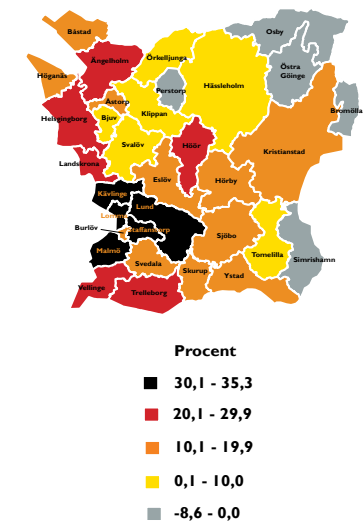 Båstad
Osby
Ängelholm
Örkelljunga
Östra
Göinge
Höganäs
Perstorp
Hässleholm
Åstorp
Helsingborg
Bjuv
Klippan
Bromölla
Svalöv
Höör
Kristianstad
Landskrona
Eslöv
Hörby
Kävlinge
Lund
Lomma
Burlöv
Staffanstorp
Sjöbo
Malmö
Tomelilla
Simrishamn
Svedala
Skurup
Ystad
Vellinge
Trelleborg
Procent
30,1 - 35,3
20,1 - 29,9
10,1 - 19,9
0,1 - 10,0
-8,6 - 0,0